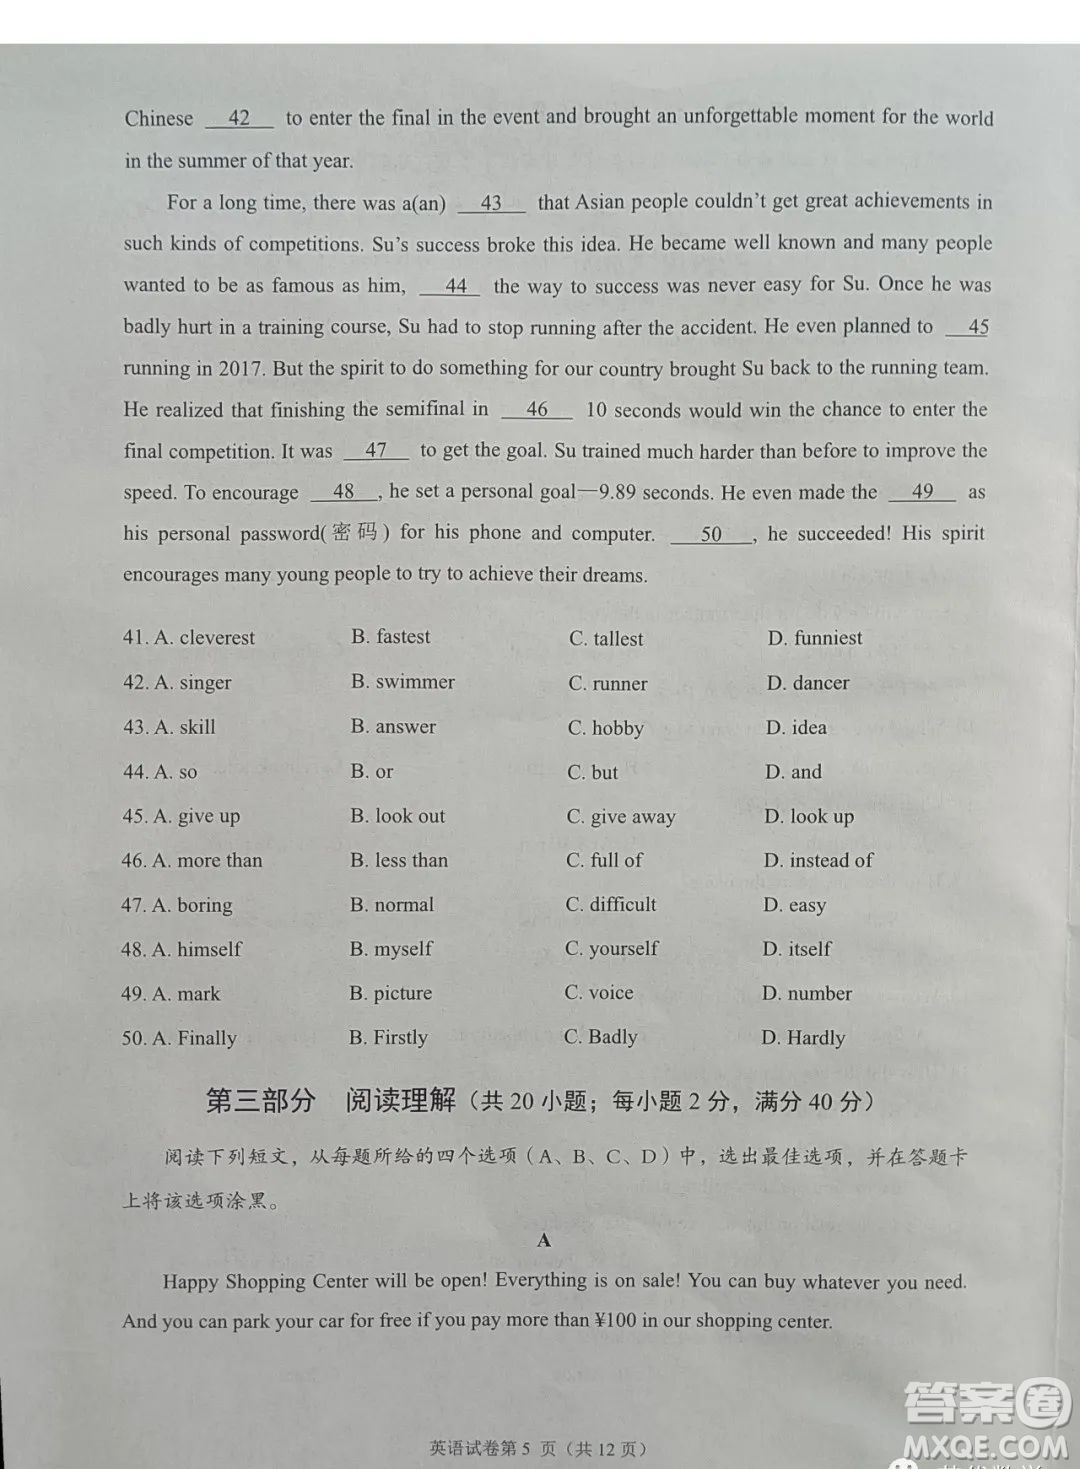 Chinese 42 to enter the final in the event and brought an unforgettable moment for the world
in the summer of that year.
For a long time, there was a(an) 43 that Asian people couldn't get great achievements in
such kinds of competitions. Su's success broke this idea. He became well known and many people
wanted to be as famous as him, 44 the way to success was never easy for Su. Once he was
badly hurt in a training course, Su had to stop running after the accident. He even planned to 45
running in 2017. But the spirit to do something for our country brought Su back to the running team.
He realized that finishing the semifinal in 46 10 seconds would win the chance to enter the
final competition. It was 47 to get the goal. Su trained much harder than before to improve the
speed. To encourage 48, he set a personal goal—9.89 seconds. He even made the 49 as
his personal password(密码) for his phone and computer. 50, he succeeded! His spirit
encourages many young people to try to achieve their dreams.
41. A. cleverest B. fastest C. tallest D. funniest
42. A. singer B. swimmer C. runner D. dancer
43. A. skill B. answer C. hobby D. idea
44. A. so B. or C. but D. and
45. A. give up B. look out C. give away D. look up
46. A. more than B. less than C. full of D. instead of
47. A. boring B. normal C. difficult D. easy
48. A. himself B. myself C. yourself D. itself
49. A. mark B. picture C. voice D. number
50. A. Finally B. Firstly C. Badly D. Hardly
第三部分 阅读理解（共 20 小题；每小题 2 分，满分 40 分）
阅读下列短文，从每题所给的四个选项（A、B、C、D）中，选出最佳选项，并在答题卡
上将该选项涂黑。
A
Happy Shopping Center will be open! Everything is on sale! You can buy whatever you need.
And you can park your car for free if you pay more than ¥100 in our shopping center.
英语试卷第 5 页（共 12 页）
答案圈
MXQE.COM